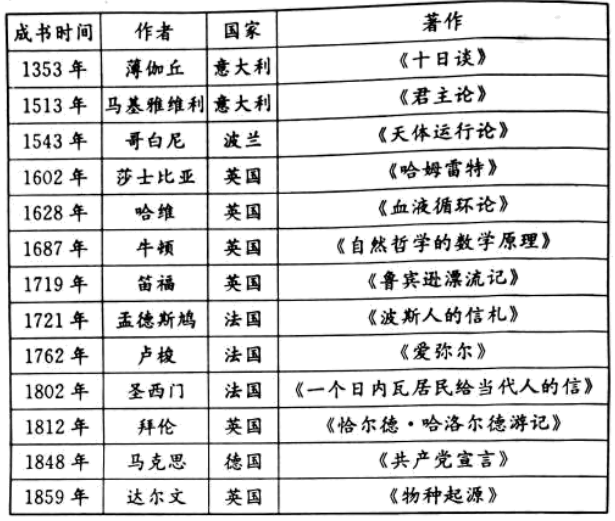 成书时间 作者 国家 著作
1353 年 薄伽丘 意大利 《十日谈》
1513 年 马基雅维利 意大利 《君主论》
1543 年 哥白尼 波兰 《天体运行论》
1602 年 莎士比亚 英国 《哈姆雷特》
1628 年 哈维 英国 《血液循环论》
1687 年 牛顿 英国 《自然哲学的数学原理》
1719 年 笛福 英国 《鲁宾逊漂流记》
1721 年 孟德斯鸠 法国 《波斯人的信札》
1762 年 卢梭 法国 《爱弥尔》
1802 年 圣西门 法国 《一个日内瓦居民给当代人的信》
1812 年 拜伦 英国 《恰尔德·哈洛尔德游记》
1848 年 马克思 德国 《共产党宣言》
1859 年 达尔文 英国 《物种起源》